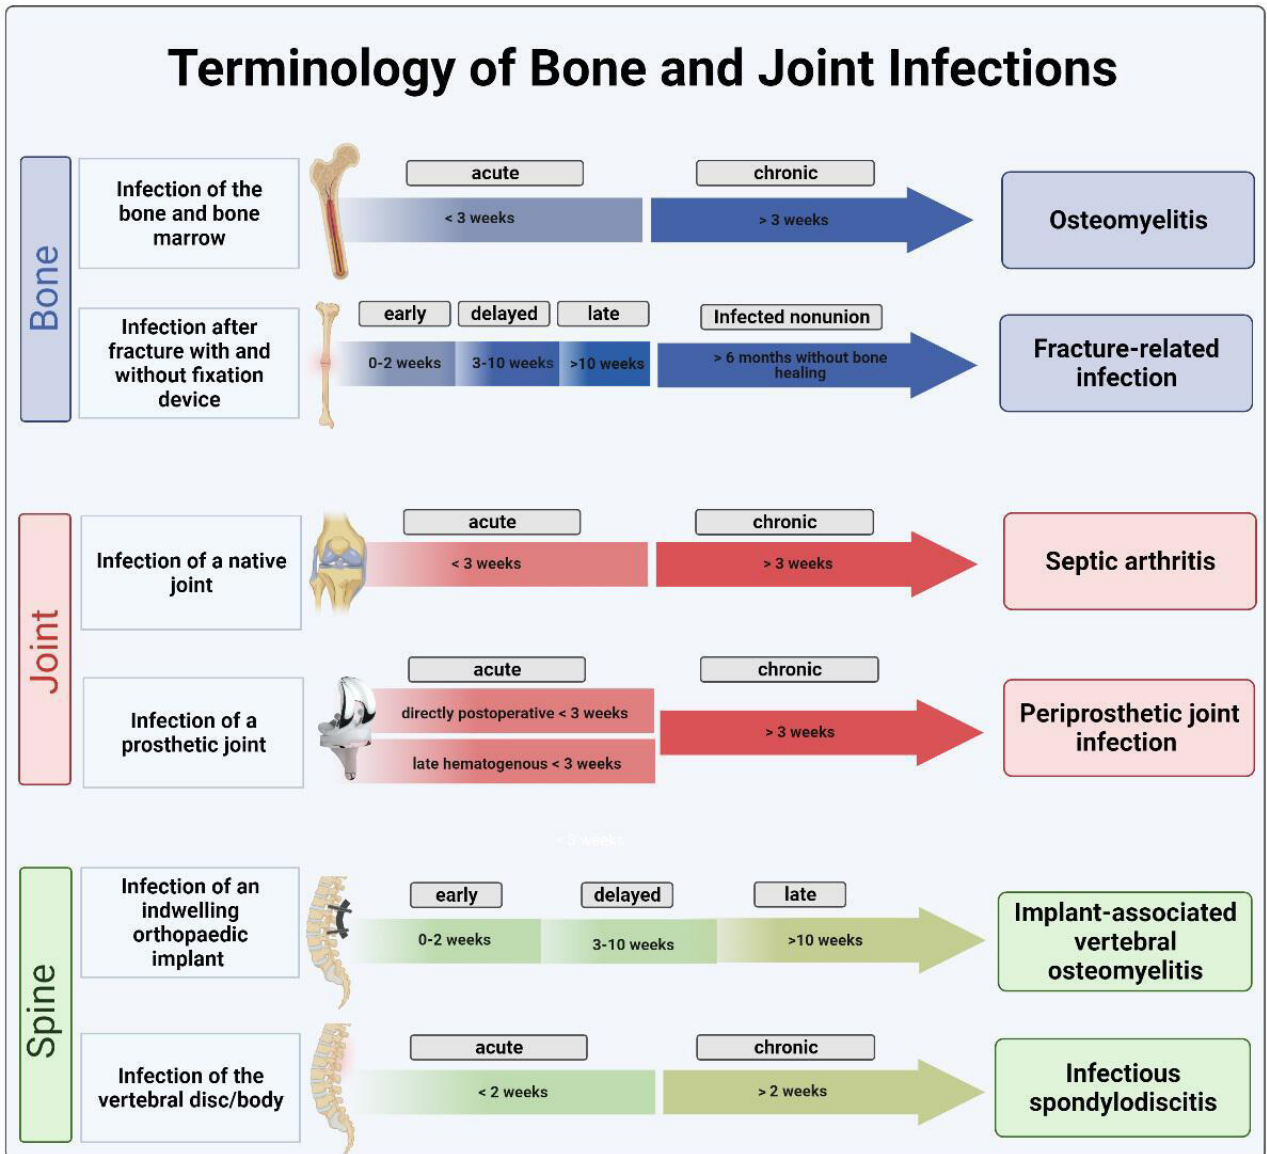 Terminology of Bone and Joint Infections
Bone
Infection of the
bone and bone
marrow
acute
< 3 weeks
chronic
> 3 weeks
Osteomyelitis
Infection after
fracture with and
without fixation
device
early
0-2 weeks
delayed
3-10 weeks
late
>10 weeks
Infected nonunion
> 6 months without bone
healing
Fracture-related
infection
Joint
Infection of a native
joint
acute
< 3 weeks
chronic
> 3 weeks
Septic arthritis
Infection of a
prosthetic joint
acute
directly postoperative < 3 weeks
late hematogenous < 3 weeks
chronic
> 3 weeks
Periprosthetic joint
infection
< 3 weeks
Spine
Infection of an
indwelling
orthopaedic
implant
early
0-2 weeks
delayed
3-10 weeks
late
>10 weeks
Implant-associated
vertebral
osteomyelitis
Infection of the
vertebral disc/body
acute
< 2 weeks
chronic
> 2 weeks
Infectious
spondylodiscitis